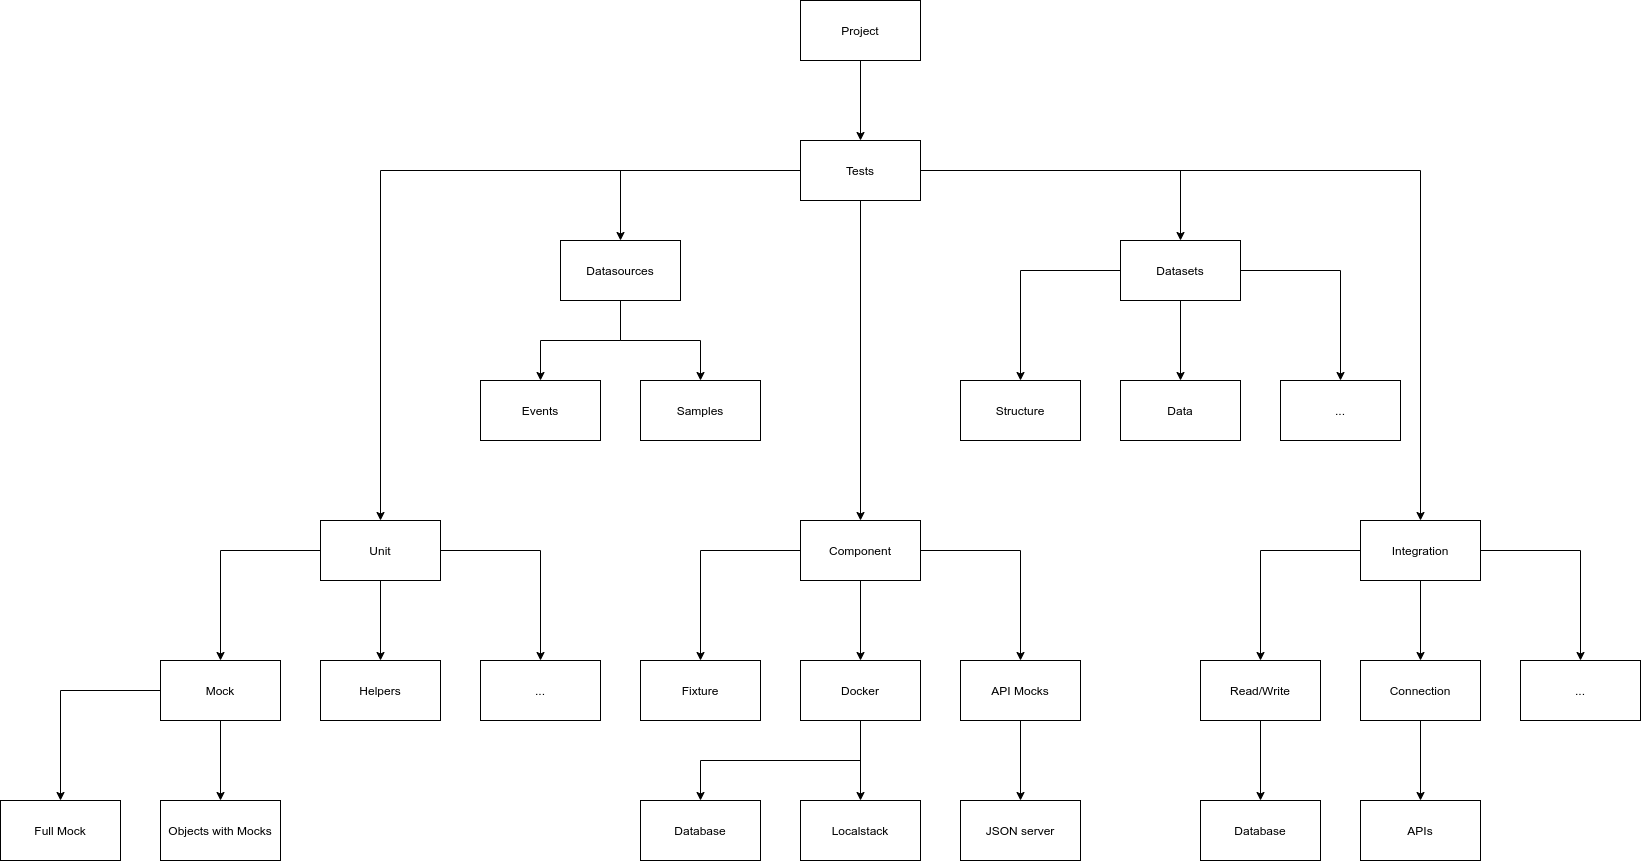 Project
Tests
Datasources
Datasets
Events
Samples
Structure
Data
...
Unit
Component
Integration
Mock
Helpers
...
Fixture
Docker
API Mocks
Read/Write
Connection
...
Full Mock
Objects with Mocks
Database
Localstack
JSON server
Database
APIs